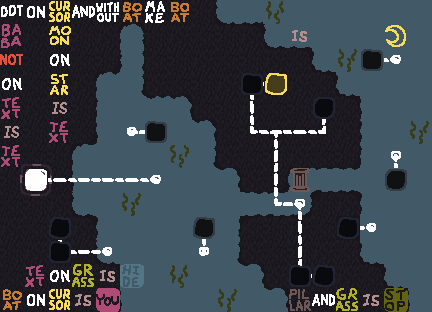 DOT ON CURSOR AND WITHOUT BOAT MAKE BOAT
BABA MOON IS
NOT ON
ON STAR
TEXT IS
IS TEXT
TEXT
TEXT ON GRASS IS HIDE
BOAT ON CURSOR IS YOU PILLAR AND GRASS IS STOP